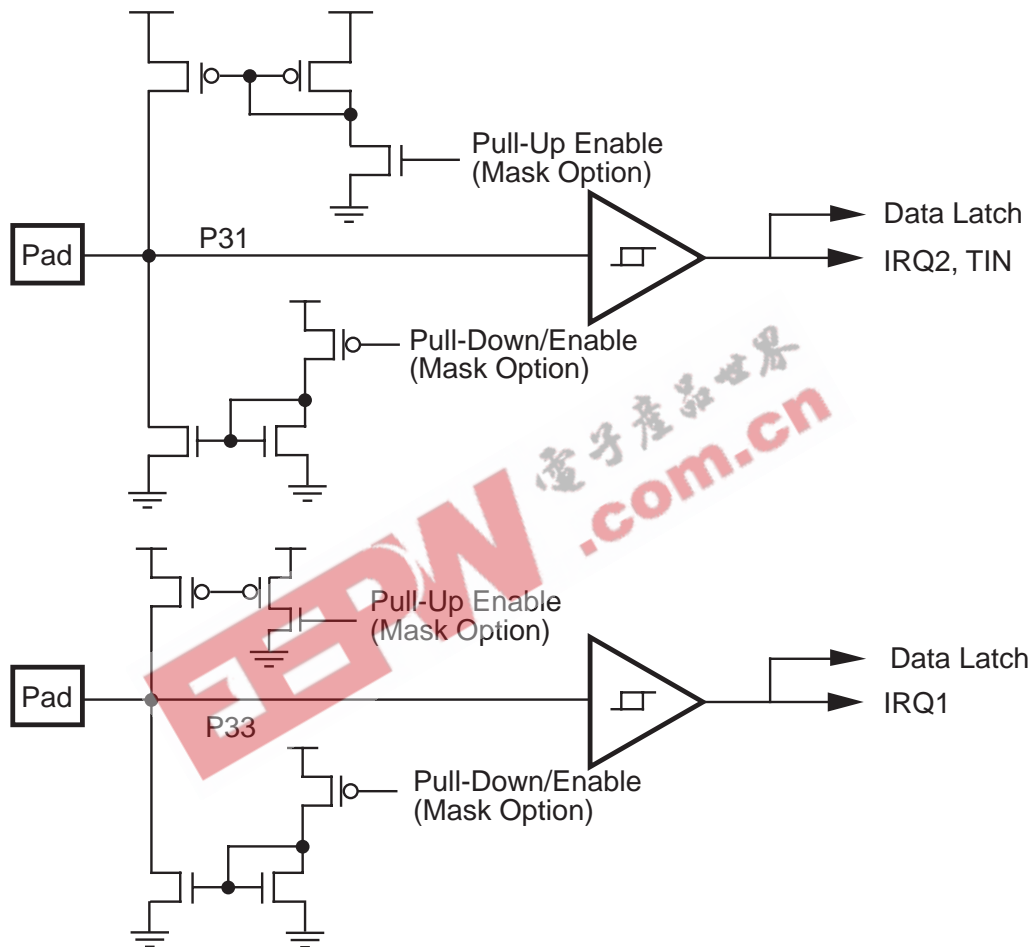 Pull-Up Enable
(Mask Option)
Data Latch
Pad
P31
IRQ2, TIN
Pull-Down/Enable
(Mask Option)
電子產品世界
EEPW.com.cn
Pull-Up Enable
(Mask Option)
Data Latch
Pad
IRQ1
P33
Pull-Down/Enable
(Mask Option)